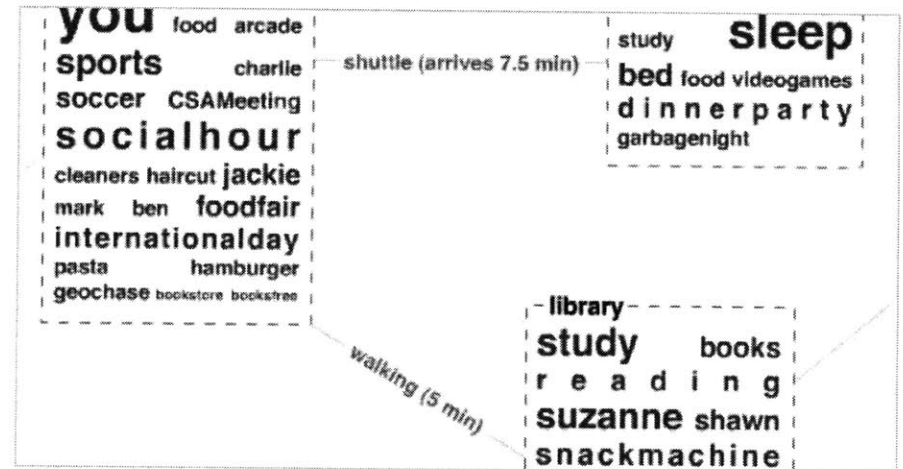 you food arcade
sports charlie
soccer CSAMeeting
socialhour
cleaners haircut jackie
mark ben foodfair
internationalday
pasta hamburger
geochase bookstore booksfree
shuttle (arrives 7.5 min)
study sleep
bed food videogames
dinnerparty
garbagenight
walking (5 min)
library
study books
reading
suzanne shawn
snackmachine